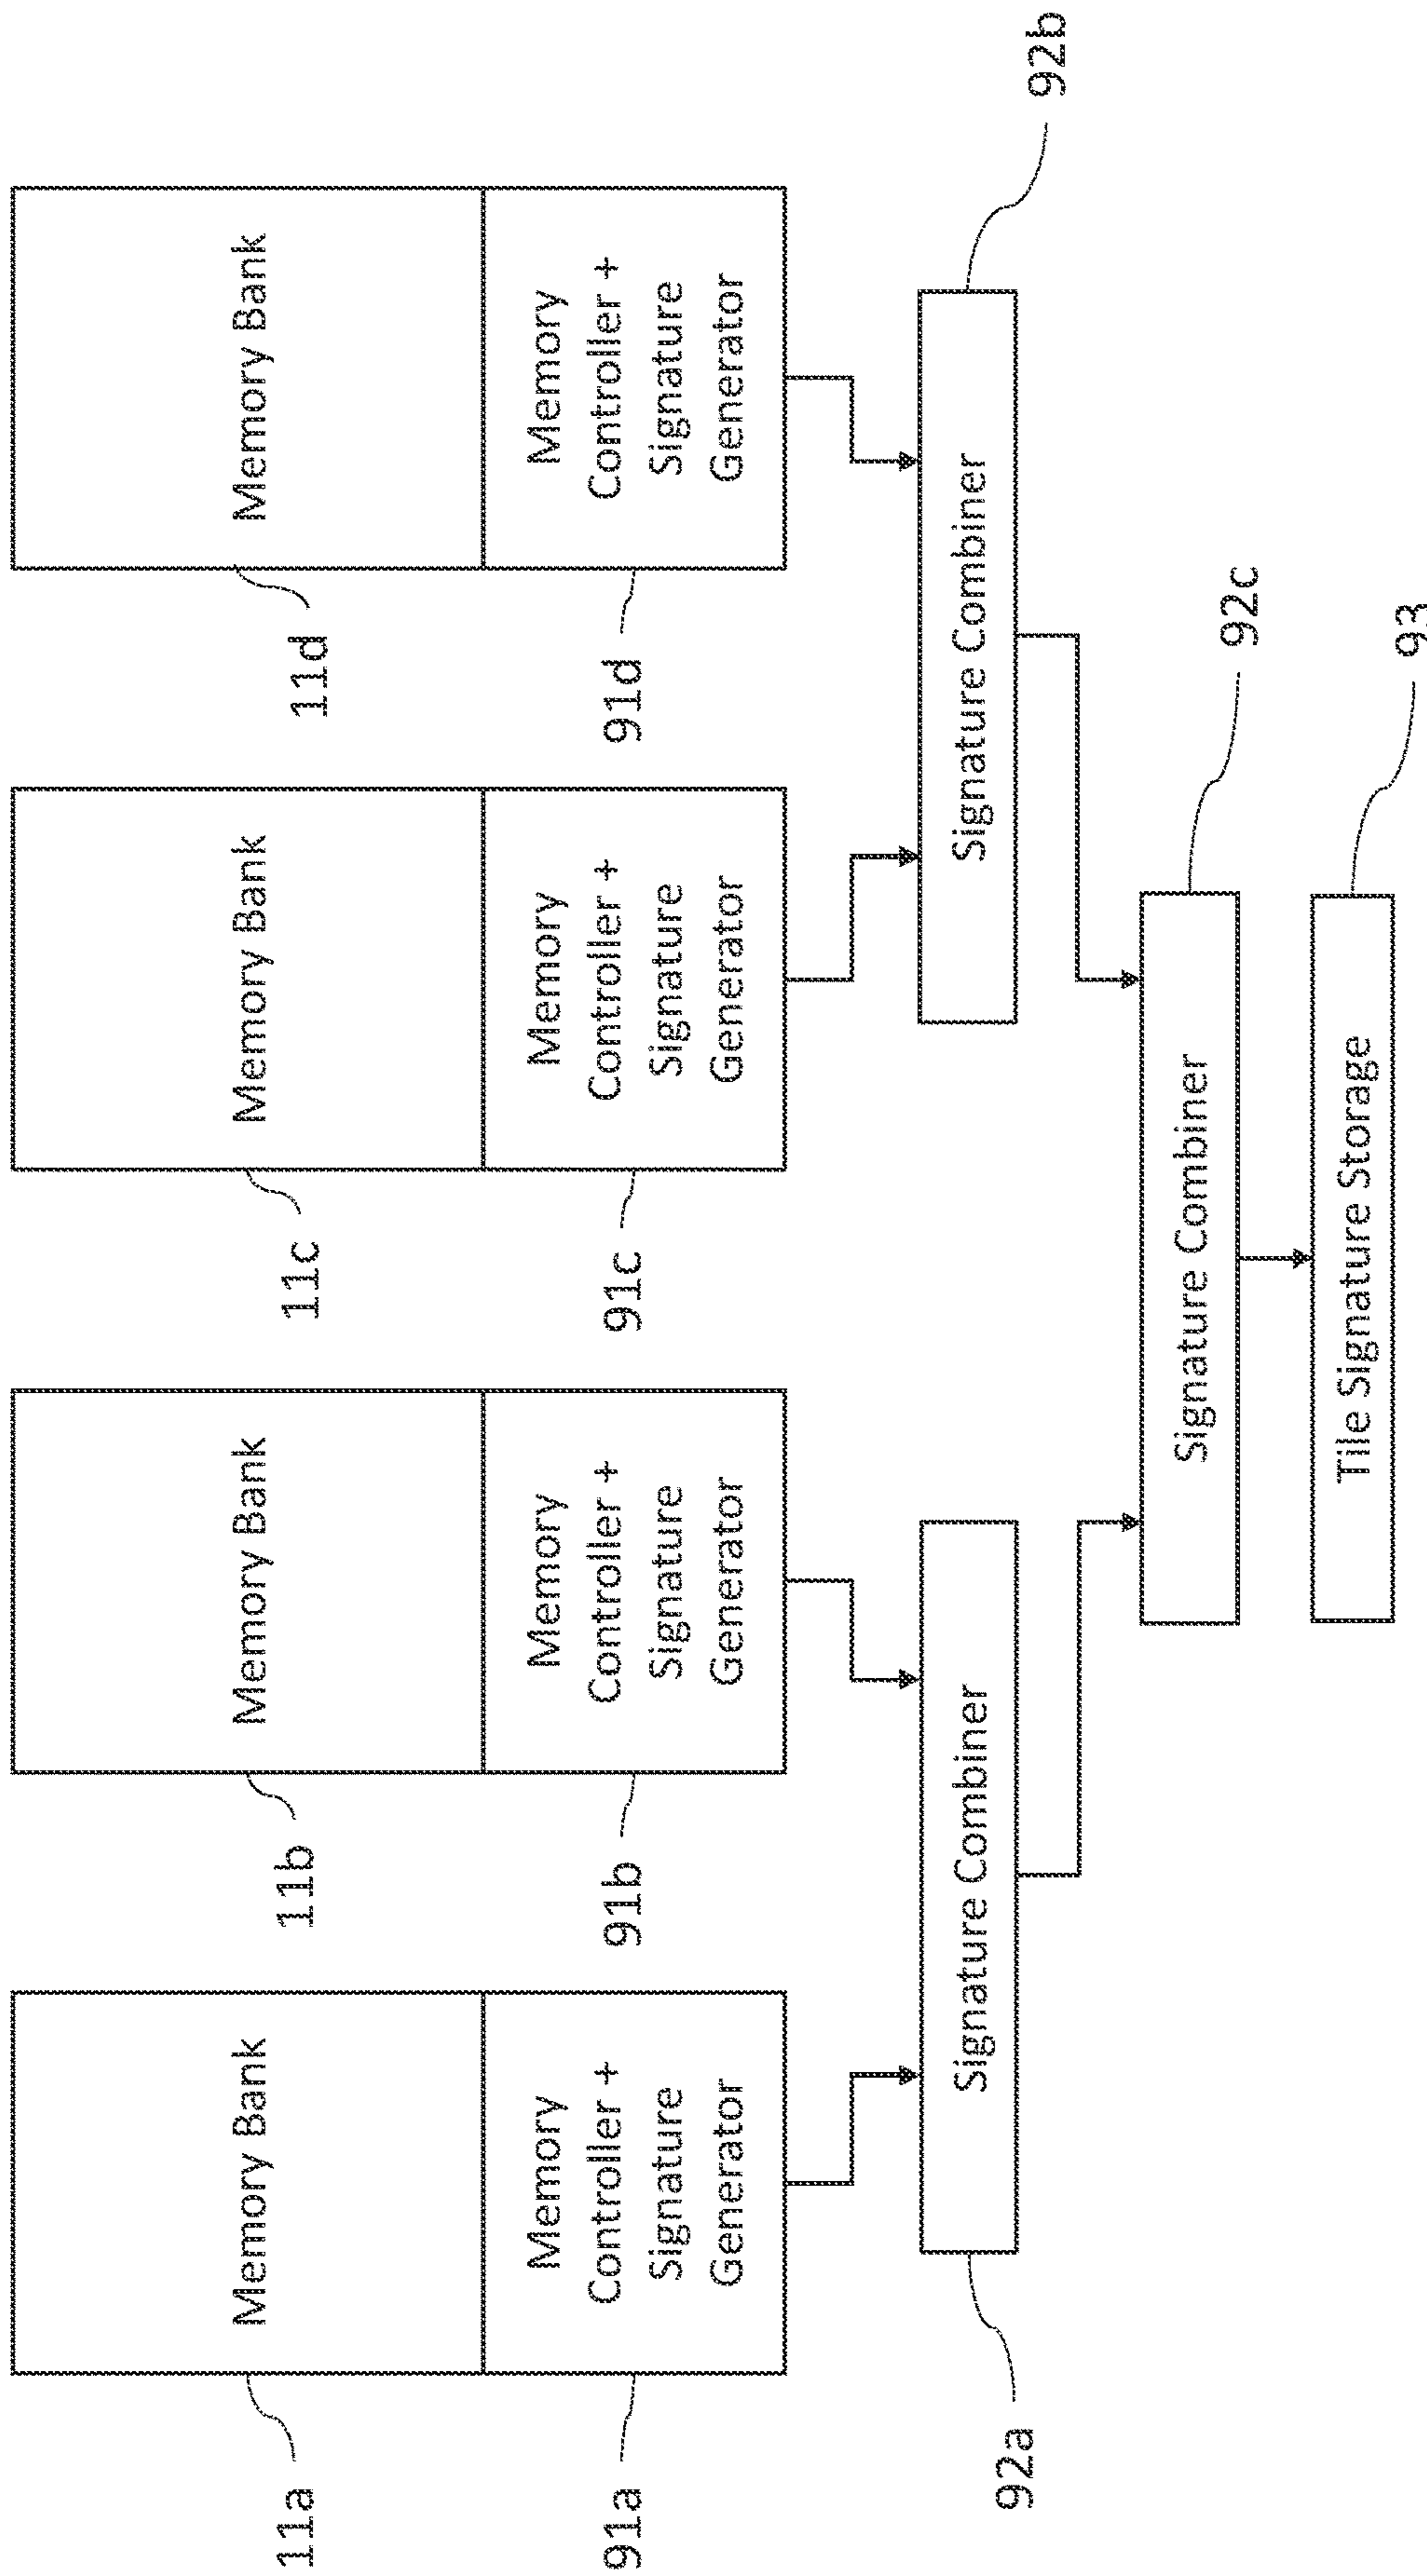 Memory Bank
Memory Bank
Memory Bank
Memory Bank
11a
11b
11c
11d
Memory
Controller +
Signature
Generator
Memory
Controller +
Signature
Generator
Memory
Controller +
Signature
Generator
Memory
Controller +
Signature
Generator
91a
91b
91c
91d
Signature Combiner
Signature Combiner
92a
92b
Signature Combiner
92c
Tile Signature Storage
93